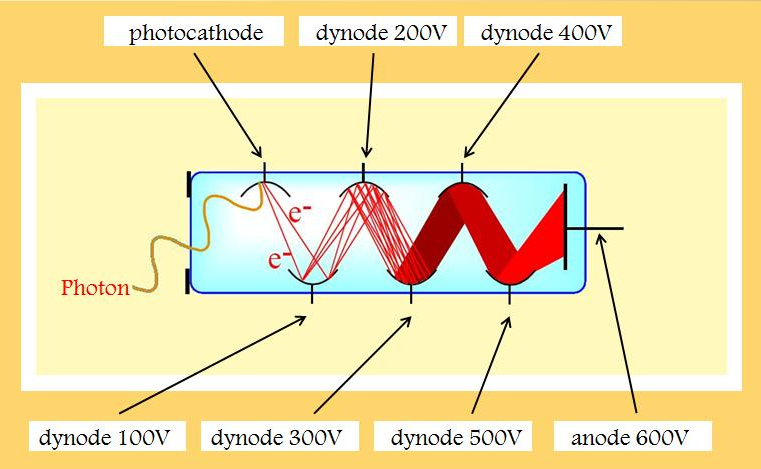 photocathode
dynode 200V
dynode 400V
e-
e-
Photon
dynode 100V
dynode 300V
dynode 500V
anode 600V